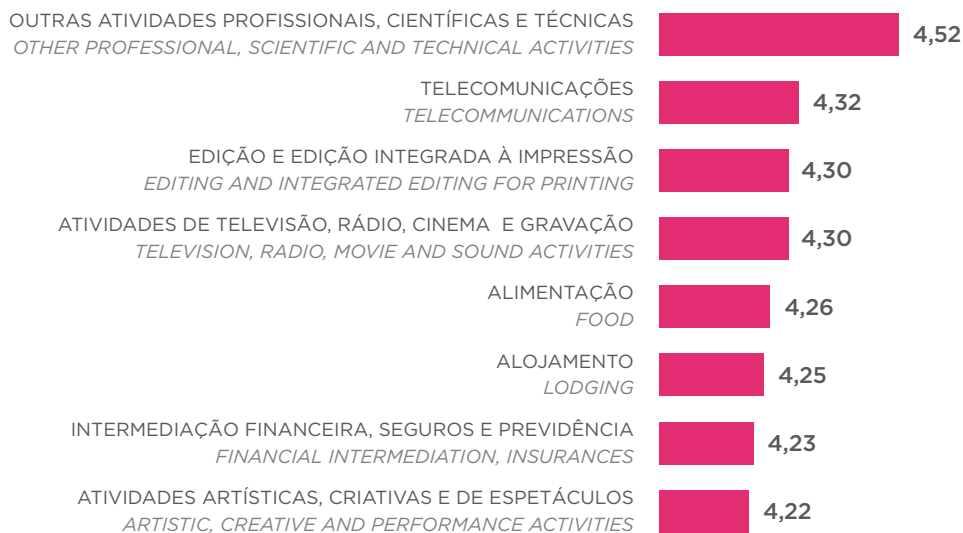 OUTRAS ATIVIDADES PROFISSIONAIS, CIENTÍFICAS E TÉCNICAS
OTHER PROFESSIONAL, SCIENTIFIC AND TECHNICAL ACTIVITIES
4,52
TELECOMUNICAÇÕES
TELECOMMUNICATIONS
4,32
EDIÇÃO E EDIÇÃO INTEGRADA À IMPRESSÃO
EDITING AND INTEGRATED EDITING FOR PRINTING
4,30
ATIVIDADES DE TELEVISÃO, RÁDIO, CINEMA E GRAVAÇÃO
TELEVISION, RADIO, MOVIE AND SOUND ACTIVITIES
4,30
ALIMENTAÇÃO
FOOD
4,26
ALOJAMENTO
LODGING
4,25
INTERMEDIAÇÃO FINANCEIRA, SEGUROS E PREVIDÊNCIA
FINANCIAL INTERMEDIATION, INSURANCES
4,23
ATIVIDADES ARTÍSTICAS, CRIATIVAS E DE ESPETÁCULOS
ARTISTIC, CREATIVE AND PERFORMANCE ACTIVITIES
4,22